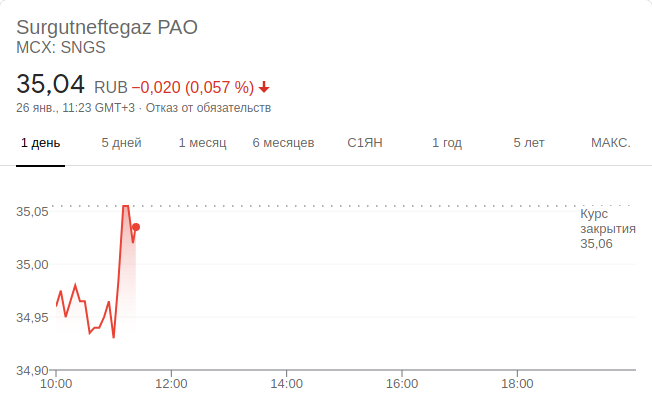 Surgutneftegaz PAO
MCX: SNGS
35,04 RUB −0,020 (0,057 %)
26 янв., 11:23 GMT+3 · Отказ от обязательств
1 день 5 дней 1 месяц 6 месяцев С1ЯН 1 год 5 лет МАКС.
35,05
Курс
закрытия
35,06
35,00
34,95
34,90
10:00 12:00 14:00 16:00 18:00